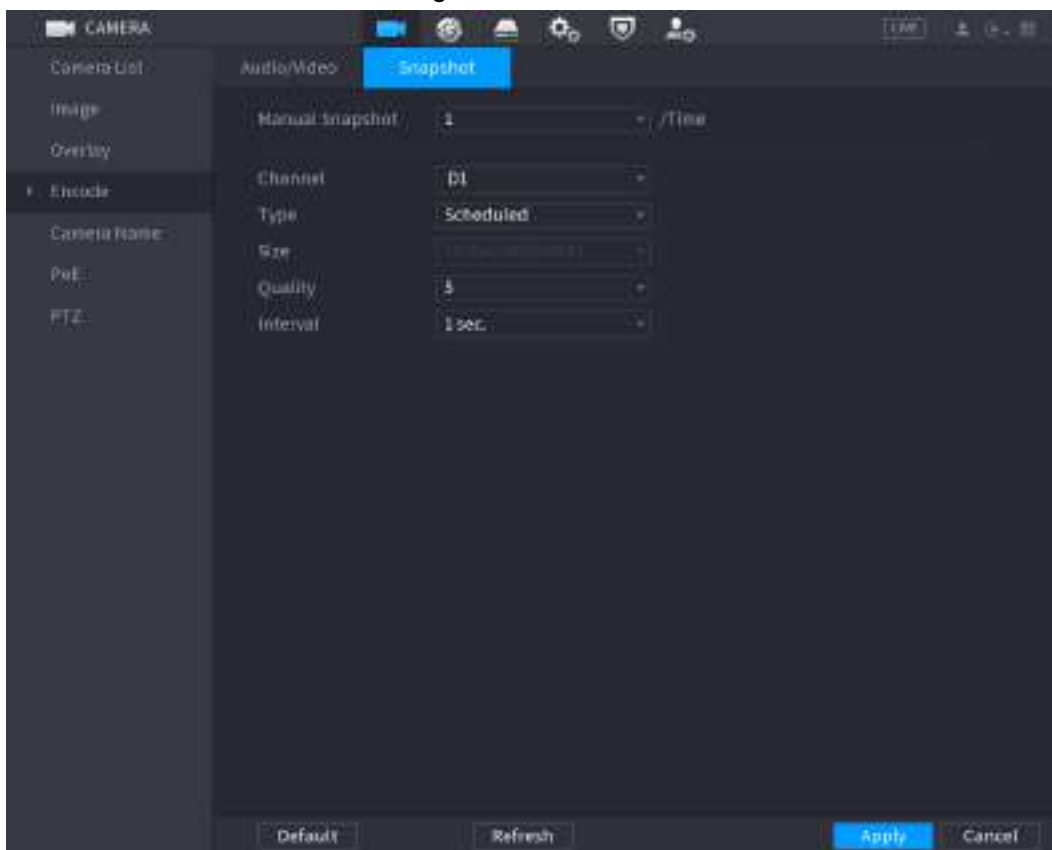 CAMERA LIVE
Camera List Audio/Video Snapshot
Image
Manual Snapshot 1 /Time
Overlay
Channel D1
Encode
Type Scheduled
Camera Name
Size
PoE
Quality 5
PTZ
Interval 1 sec.
Default Refresh Apply Cancel